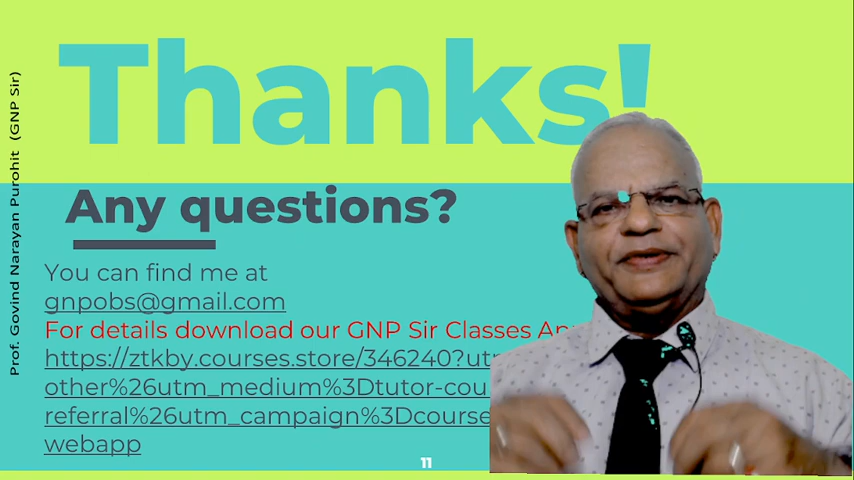 Thanks!
Prof. Govind Narayan Purohit (GNP Sir)
Any questions?
You can find me at
gnpobs@gmail.com
For details download our GNP Sir Classes
https://ztkby.courses.store/346240?
other%26utm_medium%3Dtutor-cou
referral%26utm_campaign%3Dcourse
webapp
11